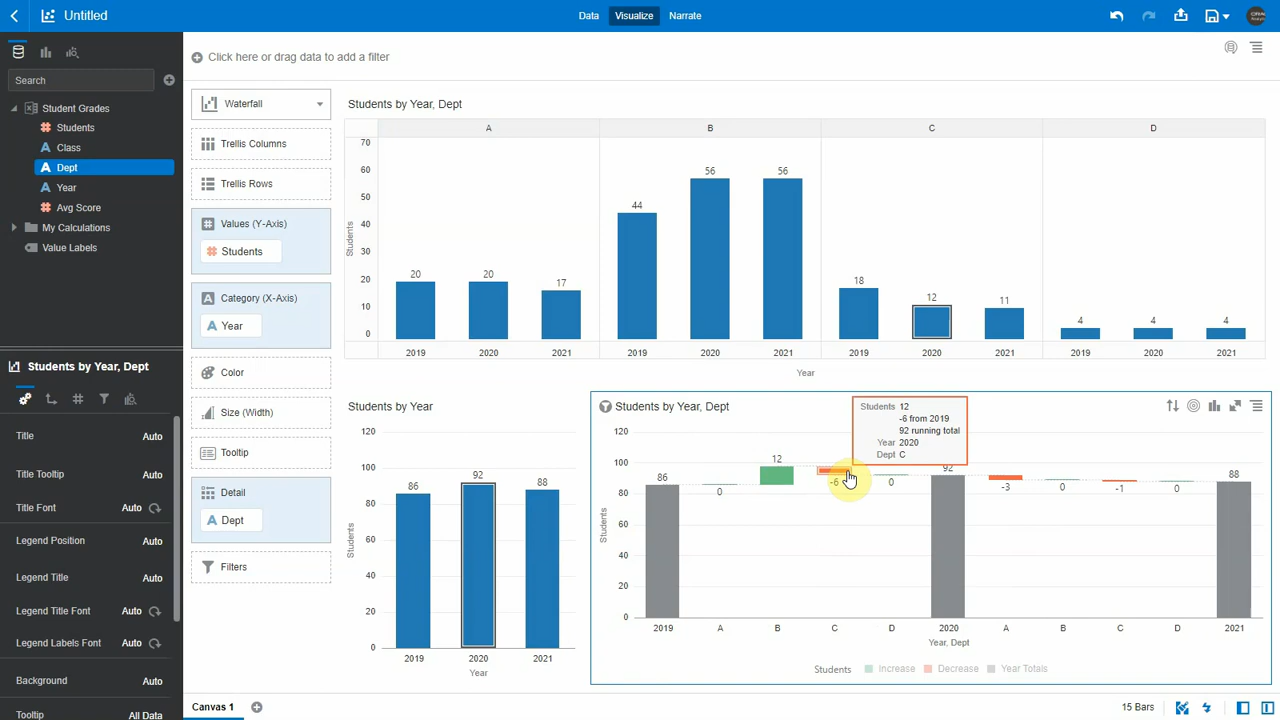 Untitled
Data Visualize Narrate
Search
Student Grades
Students
Class
Dept
Year
Avg Score
My Calculations
Value Labels
Students by Year, Dept
Title Auto
Title Tooltip Auto
Title Font Auto
Legend Position Auto
Legend Title Auto
Legend Title Font Auto
Legend Labels Font Auto
Background Auto
Tooltip All Data
Click here or drag data to add a filter
Waterfall
Trellis Columns
Trellis Rows
Values (Y-Axis)
Students
Category (X-Axis)
Year
Color
Size (Width)
Tooltip
Detail
Dept
Filters
Students by Year, Dept
A B C D
70
60
50
40
30
20
10
0
Students
20 20 17 44 56 56 18 12 11 4 4 4
2019 2020 2021 2019 2020 2021 2019 2020 2021 2019 2020 2021
Year
Students by Year
120
100
80
60
40
20
0
Students
86 92 88
2019 2020 2021
Year
Students by Year, Dept
Students 12
-6 from 2019
92 running total
Year 2020
Dept C
120
100
80
60
40
20
0
Students
86 0 12 -6 0 92 -3 0 -1 0 88
2019 A B C D 2020 A B C D 2021
Year, Dept
Students Increase Decrease Year Totals
Canvas 1
15 Bars